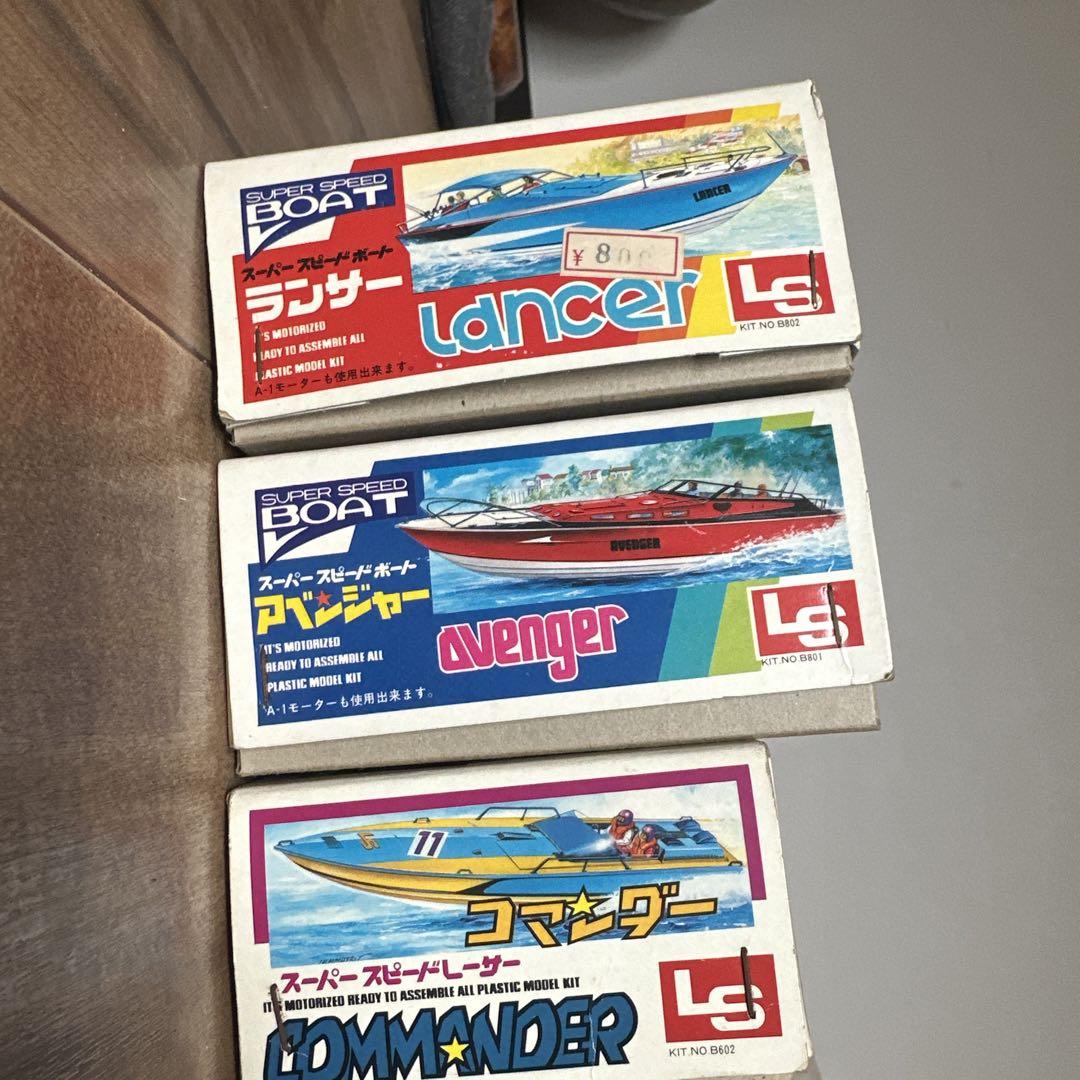 SUPER SPEED
BOAT
スーパー スピード ボート
ランサー
IT'S MOTORIZED
READY TO ASSEMBLE ALL
PLASTIC MODEL KIT
A-1モーターも使用出来ます。
LANCER
¥800
Lancer
LS
KIT.NO.B802
SUPER SPEED
BOAT
スーパー スピード ボート
アベンジャー
IT'S MOTORIZED
READY TO ASSEMBLE ALL
PLASTIC MODEL KIT
A-1モーターも使用出来ます。
AVENGER
avenger
LS
KIT.NO.B801
11
コマンダー
スーパー スピードレーサー
IT'S MOTORIZED READY TO ASSEMBLE ALL PLASTIC MODEL KIT
COMMANDER
LS
KIT.NO.B602